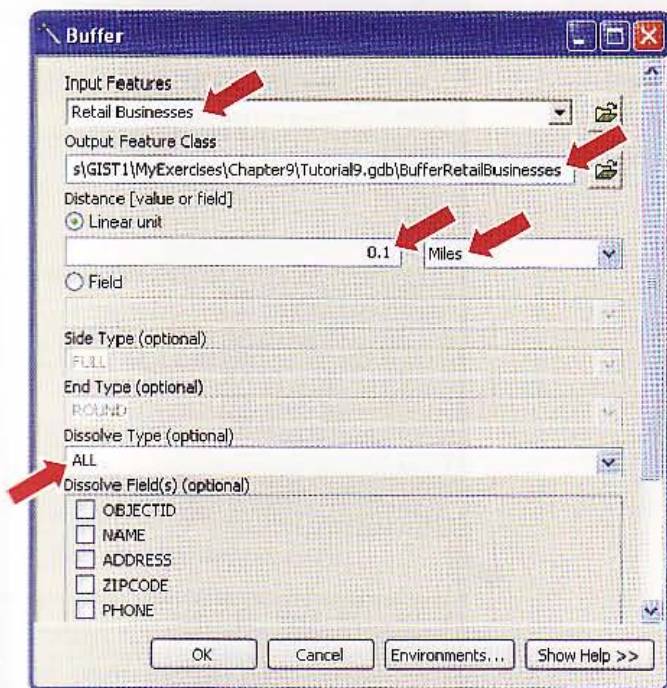 Buffer
Input Features
Retail Businesses
Output Feature Class
s\GIST1\MyExercises\Chapter9\Tutorial9.gdb\BufferRetailBusinesses
Distance [value or field]
Linear unit
0.1 Miles
Field
Side Type (optional)
FULL
End Type (optional)
ROUND
Dissolve Type (optional)
ALL
Dissolve Field(s) (optional)
OBJECTID
NAME
ADDRESS
ZIPCODE
PHONE
OK Cancel Environments... Show Help >>